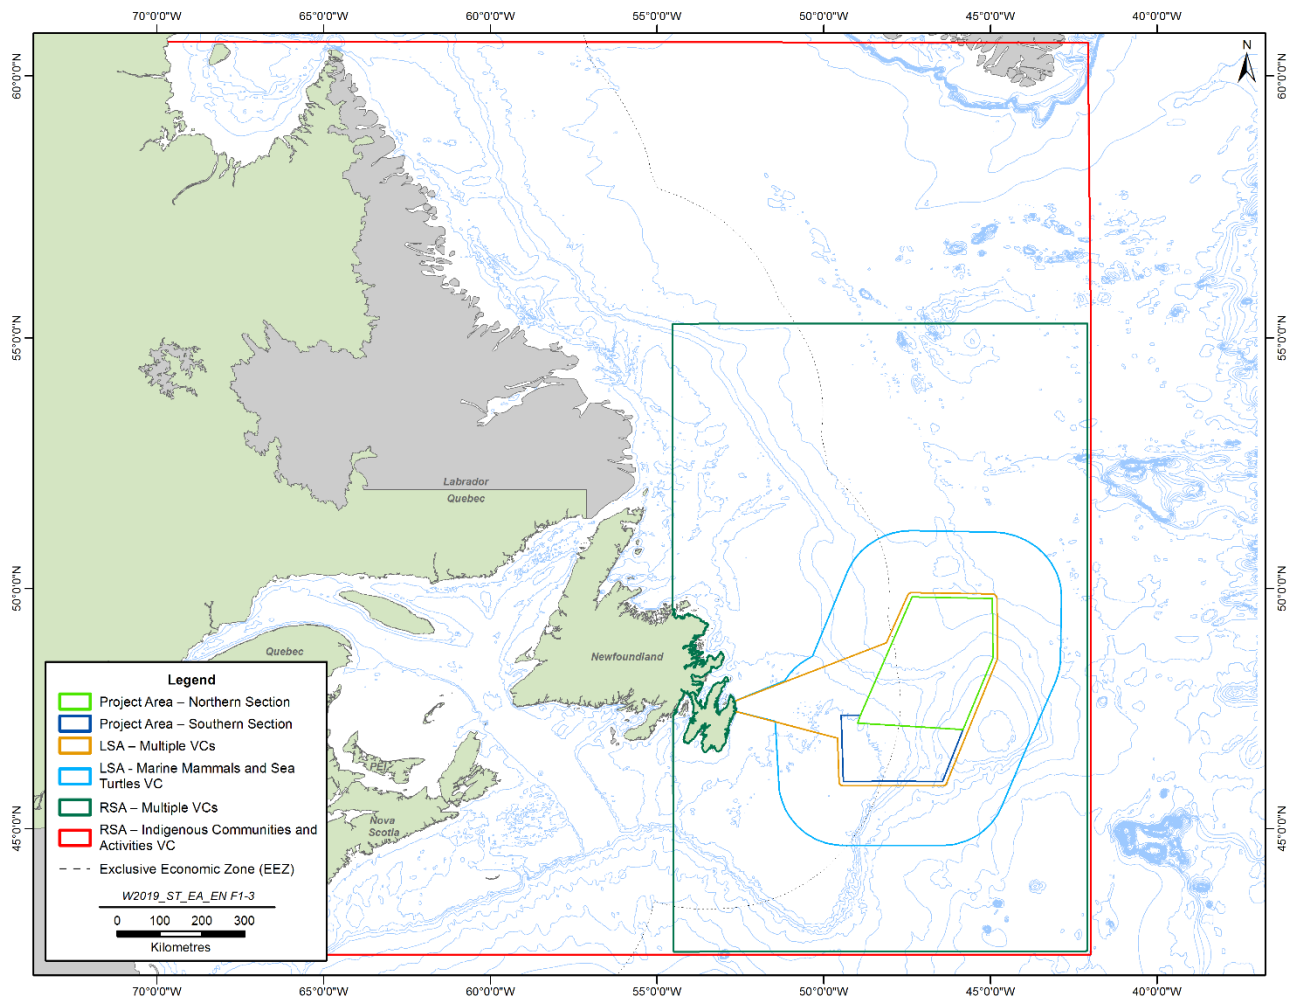 70°0'0"W 65°0'0"W 60°0'0"W 55°0'0"W 50°0'0"W 45°0'0"W 40°0'0"W
N
60°0'0"N
60°0'0"N
55°0'0"N
55°0'0"N
Labrador
Quebec
50°0'0"N
50°0'0"N
Quebec
Newfoundland
PEI
Nova
Scotia
45°0'0"N
45°0'0"N
Legend
Project Area – Northern Section
Project Area – Southern Section
LSA – Multiple VCs
LSA - Marine Mammals and Sea
Turtles VC
RSA – Multiple VCs
RSA – Indigenous Communities and
Activities VC
Exclusive Economic Zone (EEZ)
W2019_ST_EA_EN F1-3
0 100 200 300
Kilometres
70°0'0"W 65°0'0"W 60°0'0"W 55°0'0"W 50°0'0"W 45°0'0"W 40°0'0"W